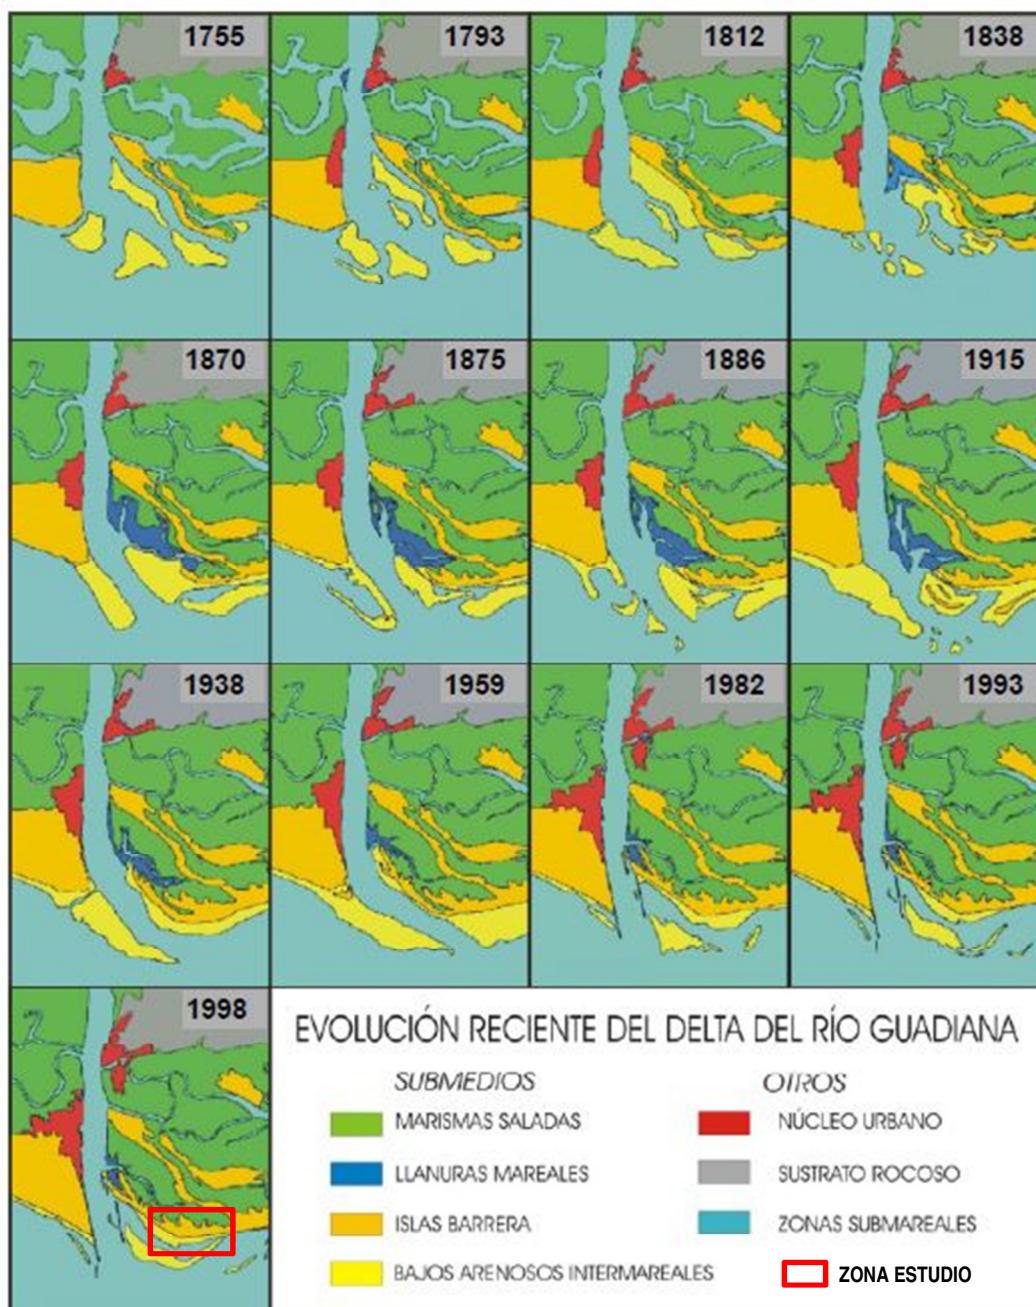 1755
1793
1812
1838
1870
1875
1886
1915
1938
1959
1982
1993
1998
EVOLUCIÓN RECIENTE DEL DELTA DEL RÍO GUADIANA
SUBMEDIOS
MARISMAS SALADAS
LLANURAS MAREALES
ISLAS BARRERA
BAJOS ARENOSOS INTERMAREALES
OTROS
NÚCLEO URBANO
SUSTRATO ROCOSO
ZONAS SUBMAREALES
ZONA ESTUDIO